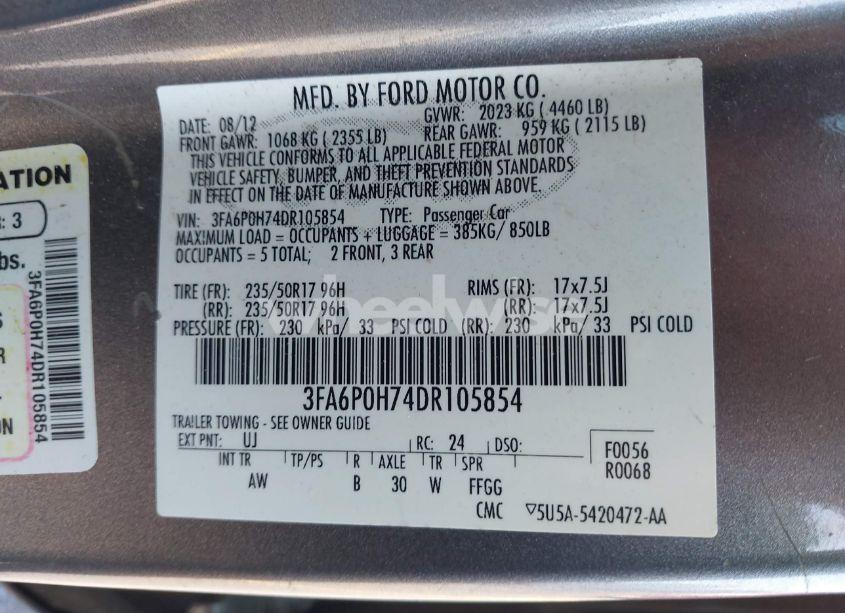 MFD. BY FORD MOTOR CO.
DATE: 08/12 GVWR: 2023 KG ( 4460 LB)
FRONT GAWR: 1068 KG ( 2355 LB) REAR GAWR: 959 KG ( 2115 LB)
THIS VEHICLE CONFORMS TO ALL APPLICABLE FEDERAL MOTOR
VEHICLE SAFETY, BUMPER, AND THEFT PREVENTION STANDARDS
IN EFFECT ON THE DATE OF MANUFACTURE SHOWN ABOVE.
VIN: 3FA6P0H74DR105854 TYPE: Passenger Car
MAXIMUM LOAD = OCCUPANTS + LUGGAGE = 385KG/ 850LB
OCCUPANTS = 5 TOTAL; 2 FRONT, 3 REAR
TIRE (FR): 235/50R17 96H RIMS (FR): 17x7.5J
(RR): 235/50R17 96H (RR): 17x7.5J
PRESSURE (FR): 230 kPa/ 33 PSI COLD (RR): 230 kPa/ 33 PSI COLD
3FA6P0H74DR105854
TRAILER TOWING - SEE OWNER GUIDE
EXT PNT: UJ RC: 24 DSO: F0056
INT TR TP/PS R AXLE TR SPR R0068
AW B 30 W FFGG
CMC ▽5U5A-5420472-AA
ATION
: 3
bs.
S
R
ON
3FA6P0H74DR105854